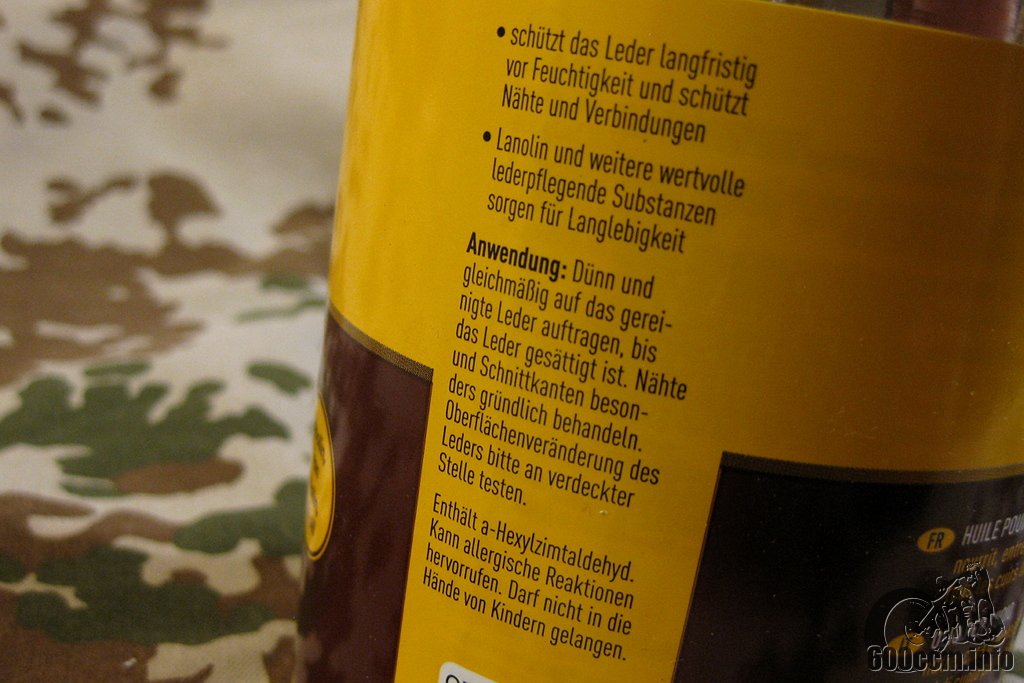 • schützt das Leder langfristig
vor Feuchtigkeit und schützt
Nähte und Verbindungen
• Lanolin und weitere wertvolle
lederpflegende Substanzen
sorgen für Langlebigkeit
Anwendung: Dünn und
gleichmäßig auf das gerei-
nigte Leder auftragen, bis
das Leder gesättigt ist. Nähte
und Schnittkanten beson-
ders gründlich behandeln.
Oberflächenveränderung des
Leders bitte an verdeckter
Stelle testen.
Enthält a-Hexylzimtaldehyd.
Kann allergische Reaktionen
hervorrufen. Darf nicht in die
Hände von Kindern gelangen.
FR HUILE POU
600ccm.info